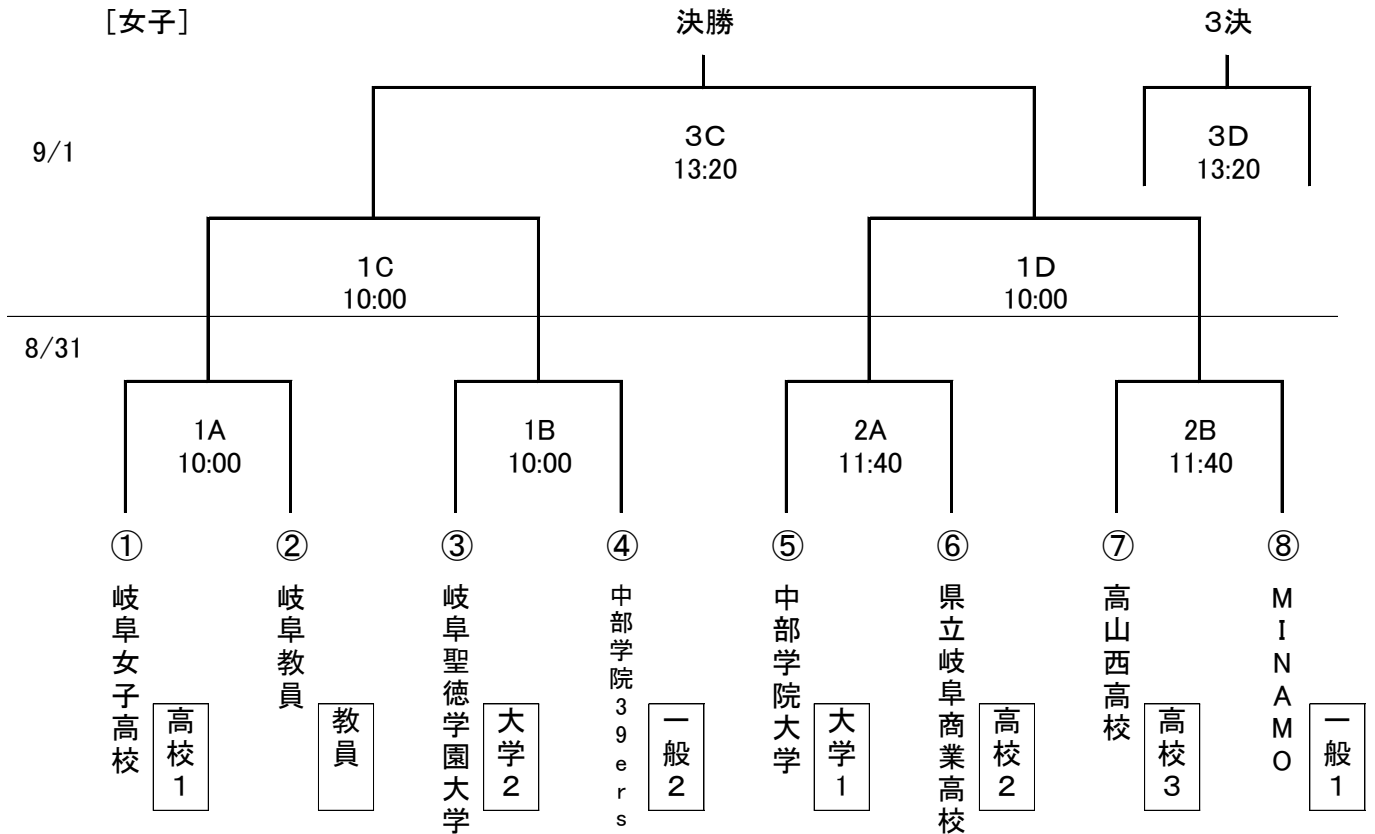 [女子]
決勝
3決
9/1
3C
13:20
3D
13:20
1C
10:00
1D
10:00
8/31
1A
10:00
1B
10:00
2A
11:40
2B
11:40
①
②
③
④
⑤
⑥
⑦
⑧
岐阜女子高校
高校1
岐阜教員
教員
岐阜聖徳学園大学
大学2
中部学院39ers
一般2
中部学院大学
大学1
県立岐阜商業高校
高校2
高山西高校
高校3
MINAMO
一般1